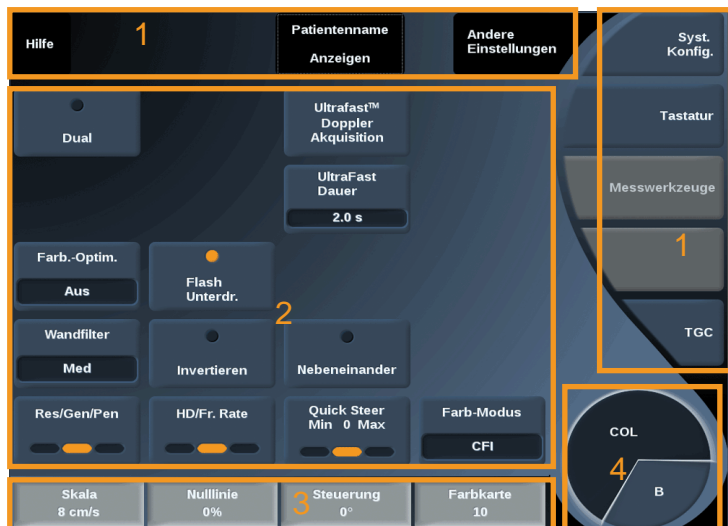 Hilfe
1
Patientenname
Anzeigen
Andere
Einstellungen
Syst.
Konfig.
Tastatur
Messwerkzeuge
1
TGC
Dual
Ultrafast™
Doppler
Akquisition
UltraFast
Dauer
2.0 s
Farb.-Optim.
Aus
Flash
Unterdr.
2
Wandfilter
Med
Invertieren
Nebeneinander
Res/Gen/Pen
HD/Fr. Rate
Quick Steer
Min 0 Max
Farb-Modus
CFI
COL
4
B
Skala
8 cm/s
Nulllinie
0%
3
Steuerung
0°
Farbkarte
10